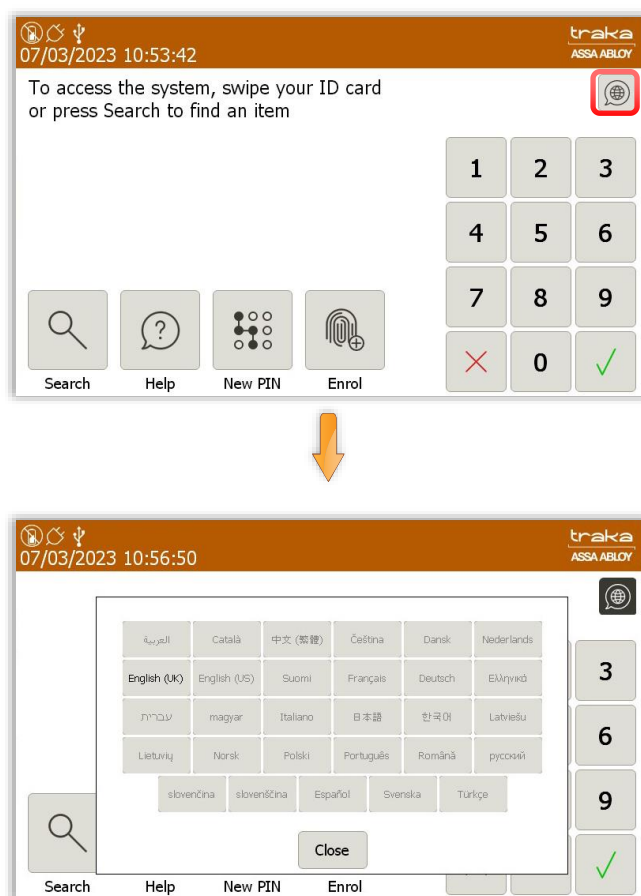 07/03/2023 10:53:42
traka
ASSA ABLOY
To access the system, swipe your ID card
or press Search to find an item
1 2 3
4 5 6
7 8 9
0
Search Help New PIN Enrol
07/03/2023 10:56:50
traka
ASSA ABLOY
العربية Català 中文 (繁體) Čeština Dansk Nederlands
English (UK) English (US) Suomi Français Deutsch Ελληνικά
עברית magyar Italiano 日本語 한국어 Latviešu
Lietuvių Norsk Polski Português Română русский
slovenčina slovenščina Español Svenska Türkçe
Close
3
6
9
Search Help New PIN Enrol